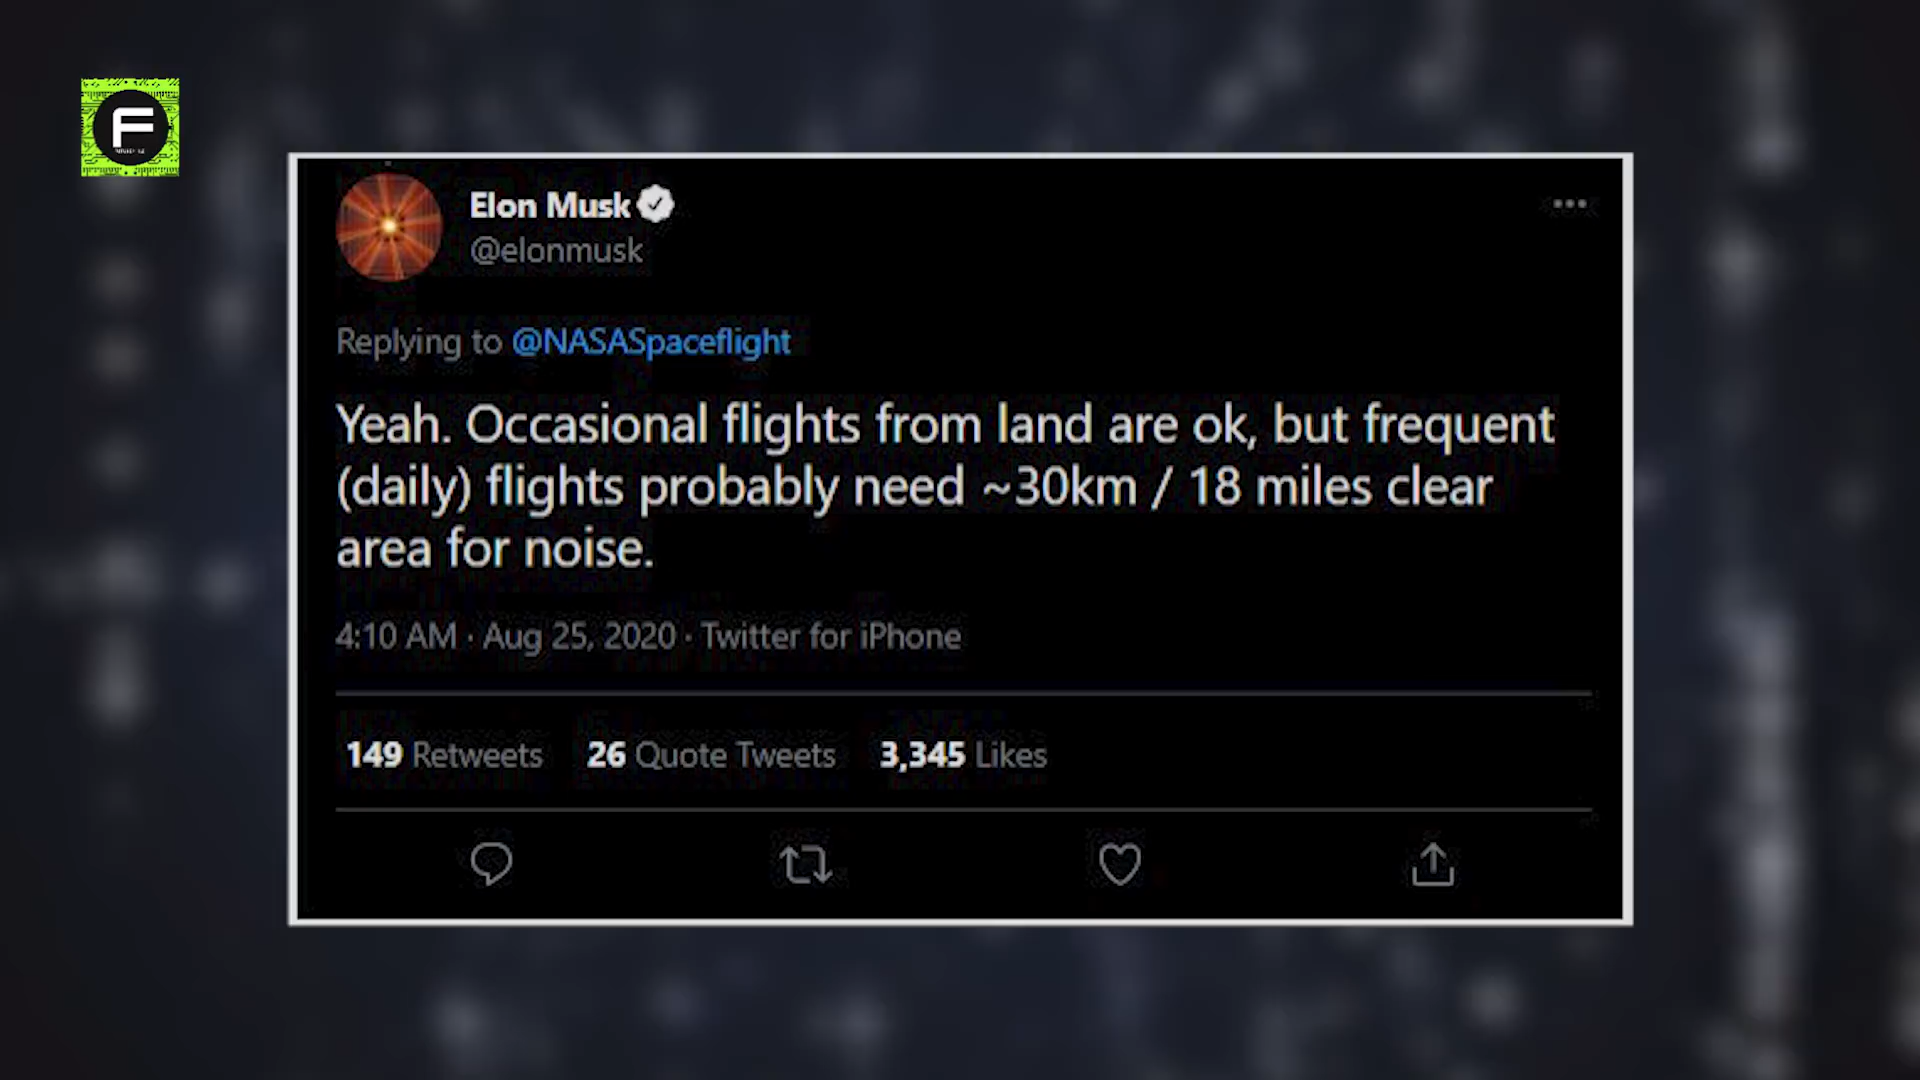 F
Elon Musk
@elonmusk
Replying to @NASASpaceflight
Yeah. Occasional flights from land are ok, but frequent
(daily) flights probably need ~30km / 18 miles clear
area for noise.
4:10 AM · Aug 25, 2020 · Twitter for iPhone
149 Retweets 26 Quote Tweets 3,345 Likes